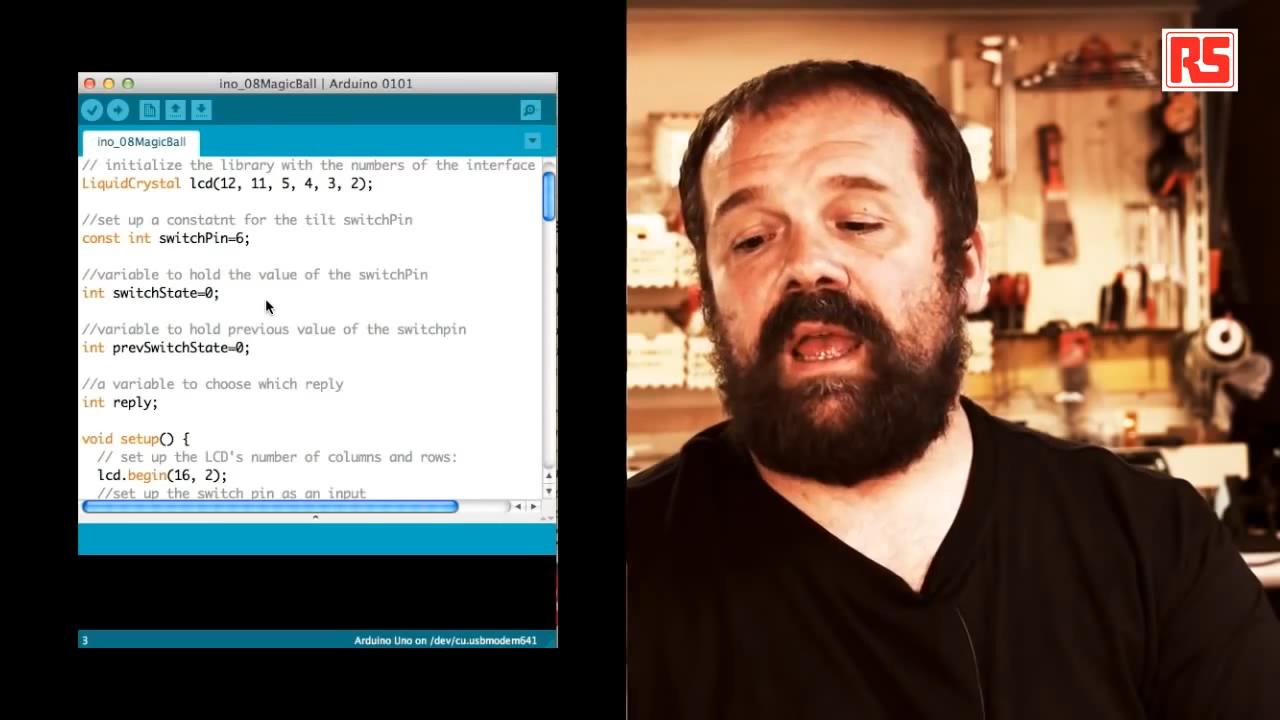 ino_08MagicBall | Arduino 0101
RS
ino_08MagicBall
// initialize the library with the numbers of the interface
LiquidCrystal lcd(12, 11, 5, 4, 3, 2);
//set up a constatnt for the tilt switchPin
const int switchPin=6;
//variable to hold the value of the switchPin
int switchState=0;
//variable to hold previous value of the switchpin
int prevSwitchState=0;
//a variable to choose which reply
int reply;
void setup() {
// set up the LCD's number of columns and rows:
lcd.begin(16, 2);
//set up the switch pin as an input
3
Arduino Uno on /dev/cu.usbmodem641